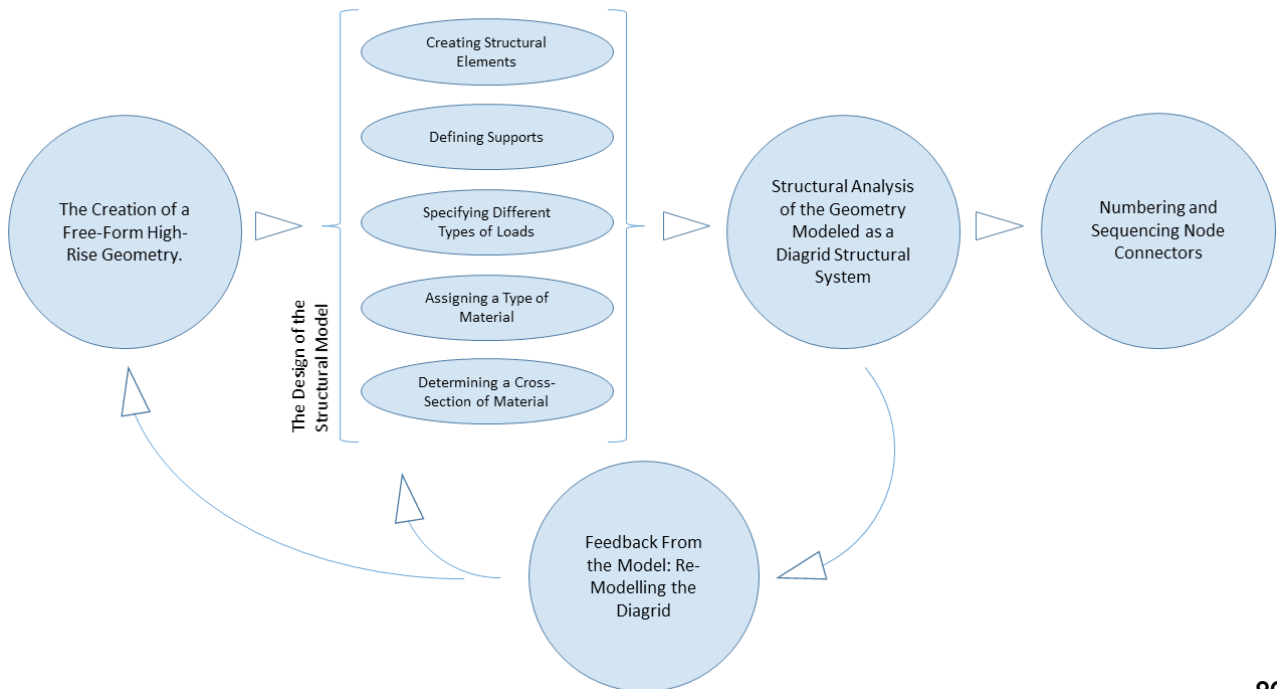 The Creation of a
Free-Form High-
Rise Geometry.
The Design of the
Structural Model
Creating Structural
Elements
Defining Supports
Specifying Different
Types of Loads
Assigning a Type of
Material
Determining a Cross-
Section of Material
Structural Analysis
of the Geometry
Modeled as a
Diagrid Structural
System
Numbering and
Sequencing Node
Connectors
Feedback From
the Model: Re-
Modelling the
Diagrid